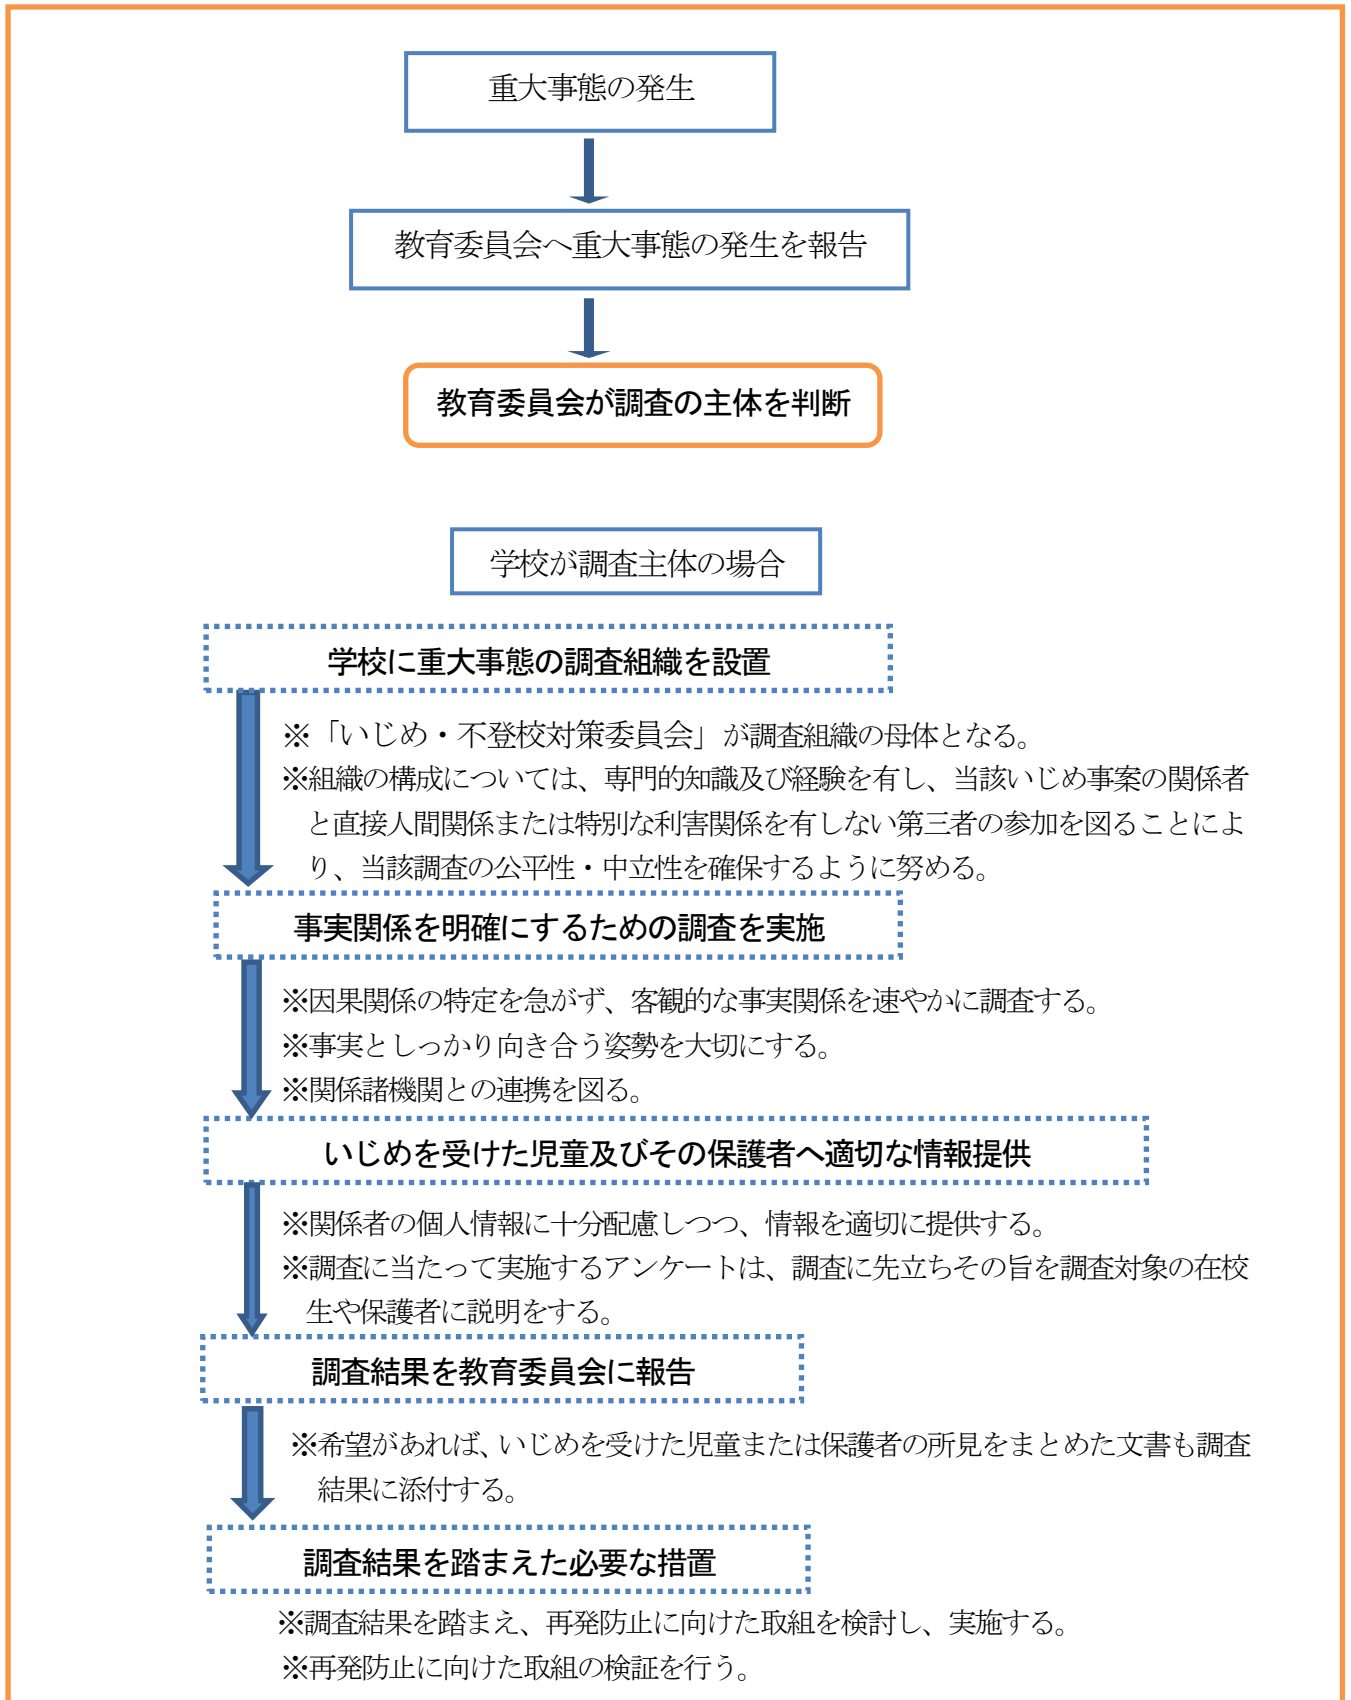 重大事態の発生
教育委員会へ重大事態の発生を報告
教育委員会が調査の主体を判断
学校が調査主体の場合
学校に重大事態の調査組織を設置
※「いじめ・不登校対策委員会」が調査組織の母体となる。
※組織の構成については、専門的知識及び経験を有し、当該いじめ事案の関係者
と直接人間関係または特別な利害関係を有しない第三者の参加を図ることによ
り、当該調査の公平性・中立性を確保するように努める。
事実関係を明確にするための調査を実施
※因果関係の特定を急がず、客観的な事実関係を速やかに調査する。
※事実としっかり向き合う姿勢を大切にする。
※関係諸機関との連携を図る。
いじめを受けた児童及びその保護者へ適切な情報提供
※関係者の個人情報に十分配慮しつつ、情報を適切に提供する。
※調査に当たって実施するアンケートは、調査に先立ちその旨を調査対象の在校
生や保護者に説明をする。
調査結果を教育委員会に報告
※希望があれば、いじめを受けた児童または保護者の所見をまとめた文書も調査
結果に添付する。
調査結果を踏まえた必要な措置
※調査結果を踏まえ、再発防止に向けた取組を検討し、実施する。
※再発防止に向けた取組の検証を行う。